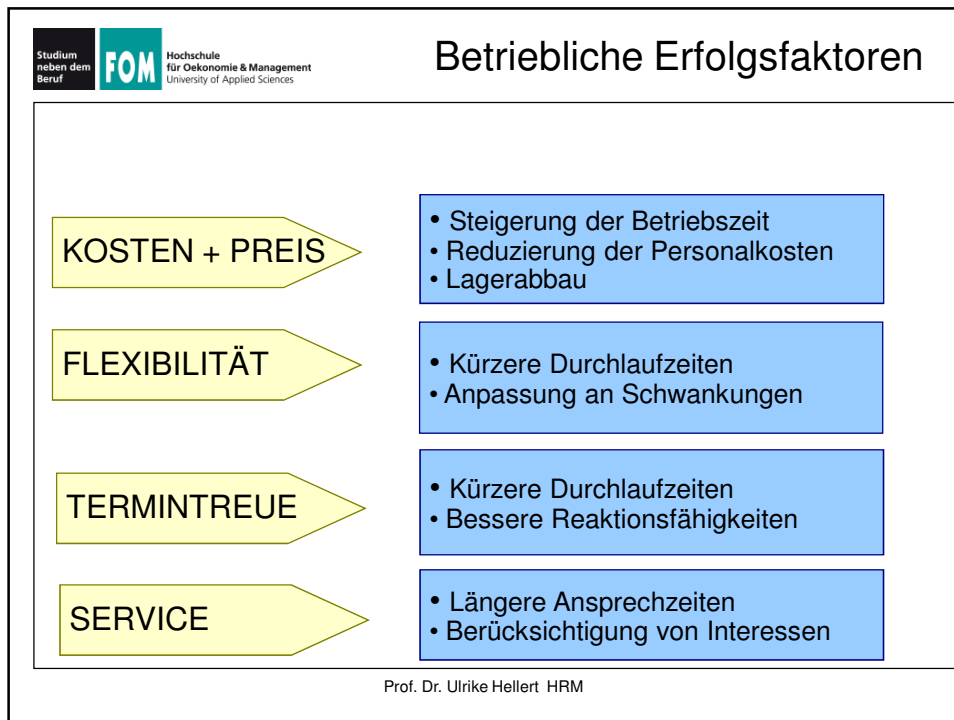 Studium
neben dem
Beruf
FOM
Hochschule
für Oekonomie & Management
University of Applied Sciences
Betriebliche Erfolgsfaktoren
KOSTEN + PREIS
• Steigerung der Betriebszeit
• Reduzierung der Personalkosten
• Lagerabbau
FLEXIBILITÄT
• Kürzere Durchlaufzeiten
• Anpassung an Schwankungen
TERMINTREUE
• Kürzere Durchlaufzeiten
• Bessere Reaktionsfähigkeiten
SERVICE
• Längere Ansprechzeiten
• Berücksichtigung von Interessen
Prof. Dr. Ulrike Hellert HRM